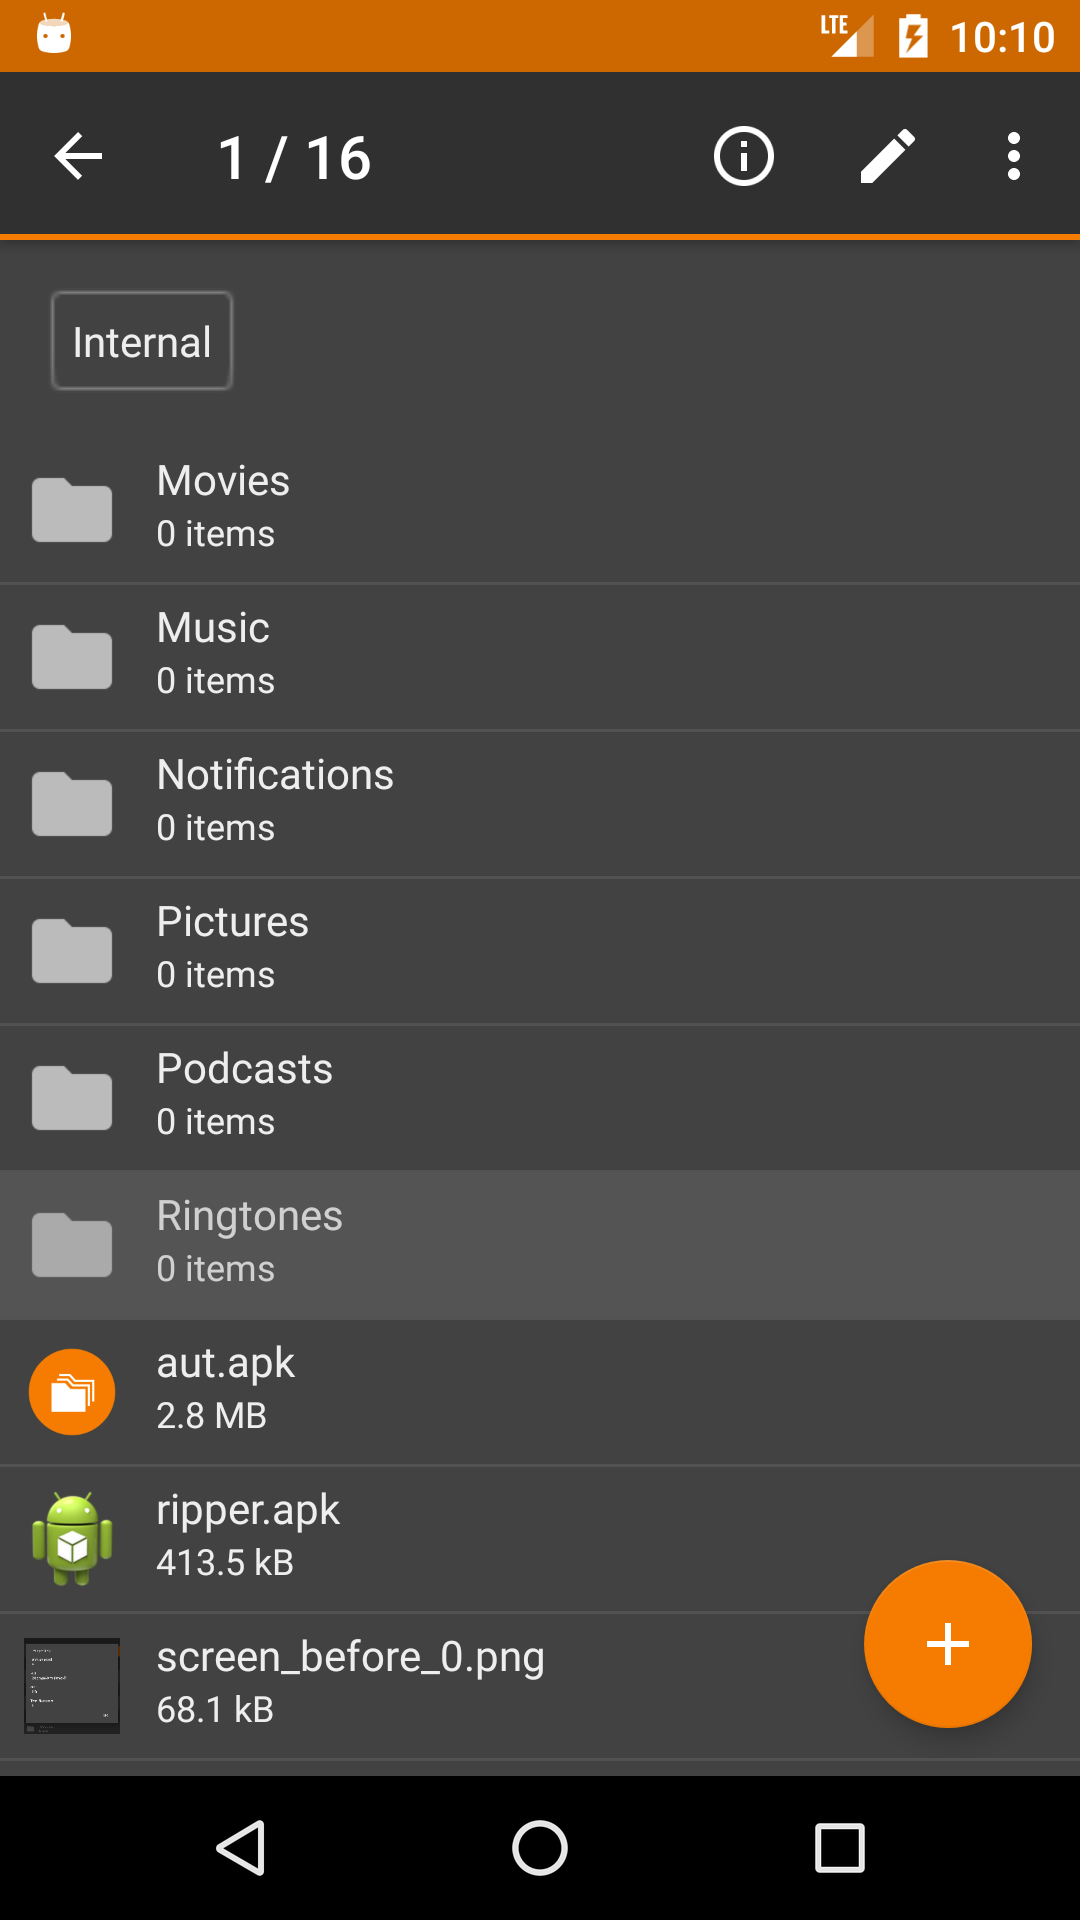 LTE 10:10
1 / 16
Internal
Movies
0 items
Music
0 items
Notifications
0 items
Pictures
0 items
Podcasts
0 items
Ringtones
0 items
aut.apk
2.8 MB
ripper.apk
413.5 kB
screen_before_0.png
68.1 kB